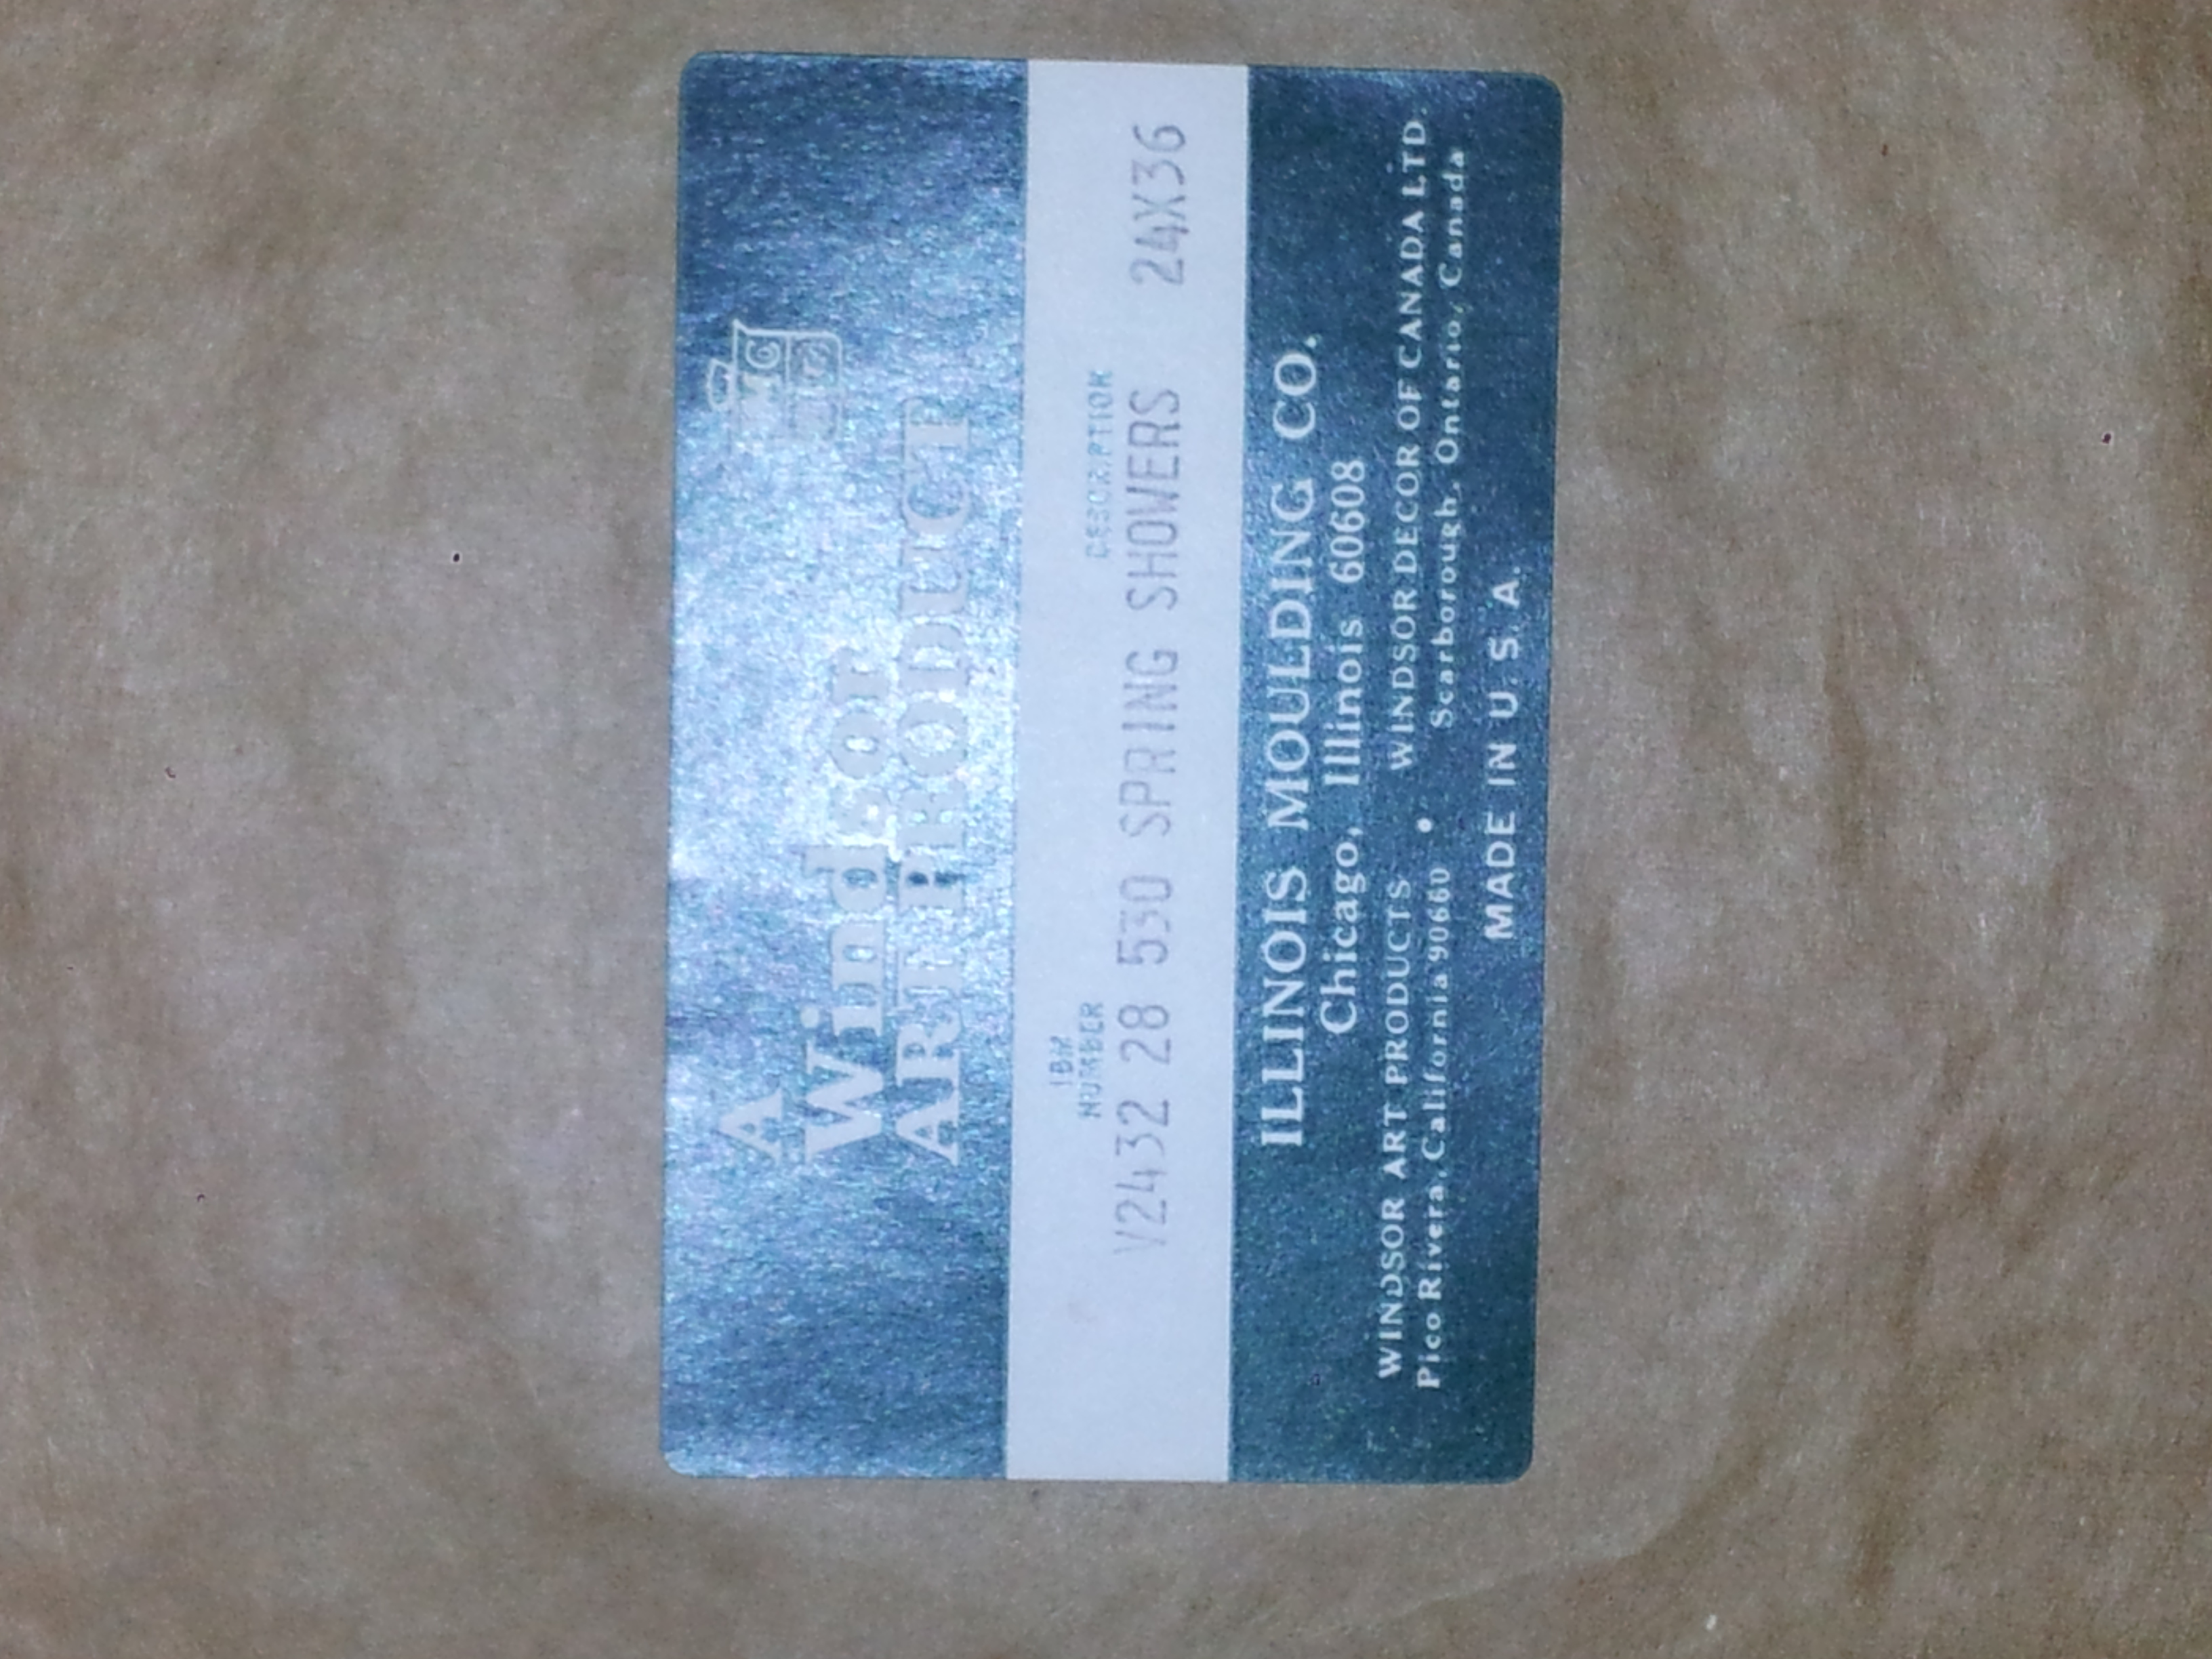 A
Windsor
ART PRODUCT
IBM
NUMBER
DESCRIPTION
V2432 28 530 SPRING SHOWERS 24X36
ILLINOIS MOULDING CO.
Chicago, Illinois 60608
WINDSOR ART PRODUCTS
Pico Rivera, California 90660
•
WINDSOR DECOR OF CANADA LTD.
Scarborough, Ontario, Canada
MADE IN U.S.A.